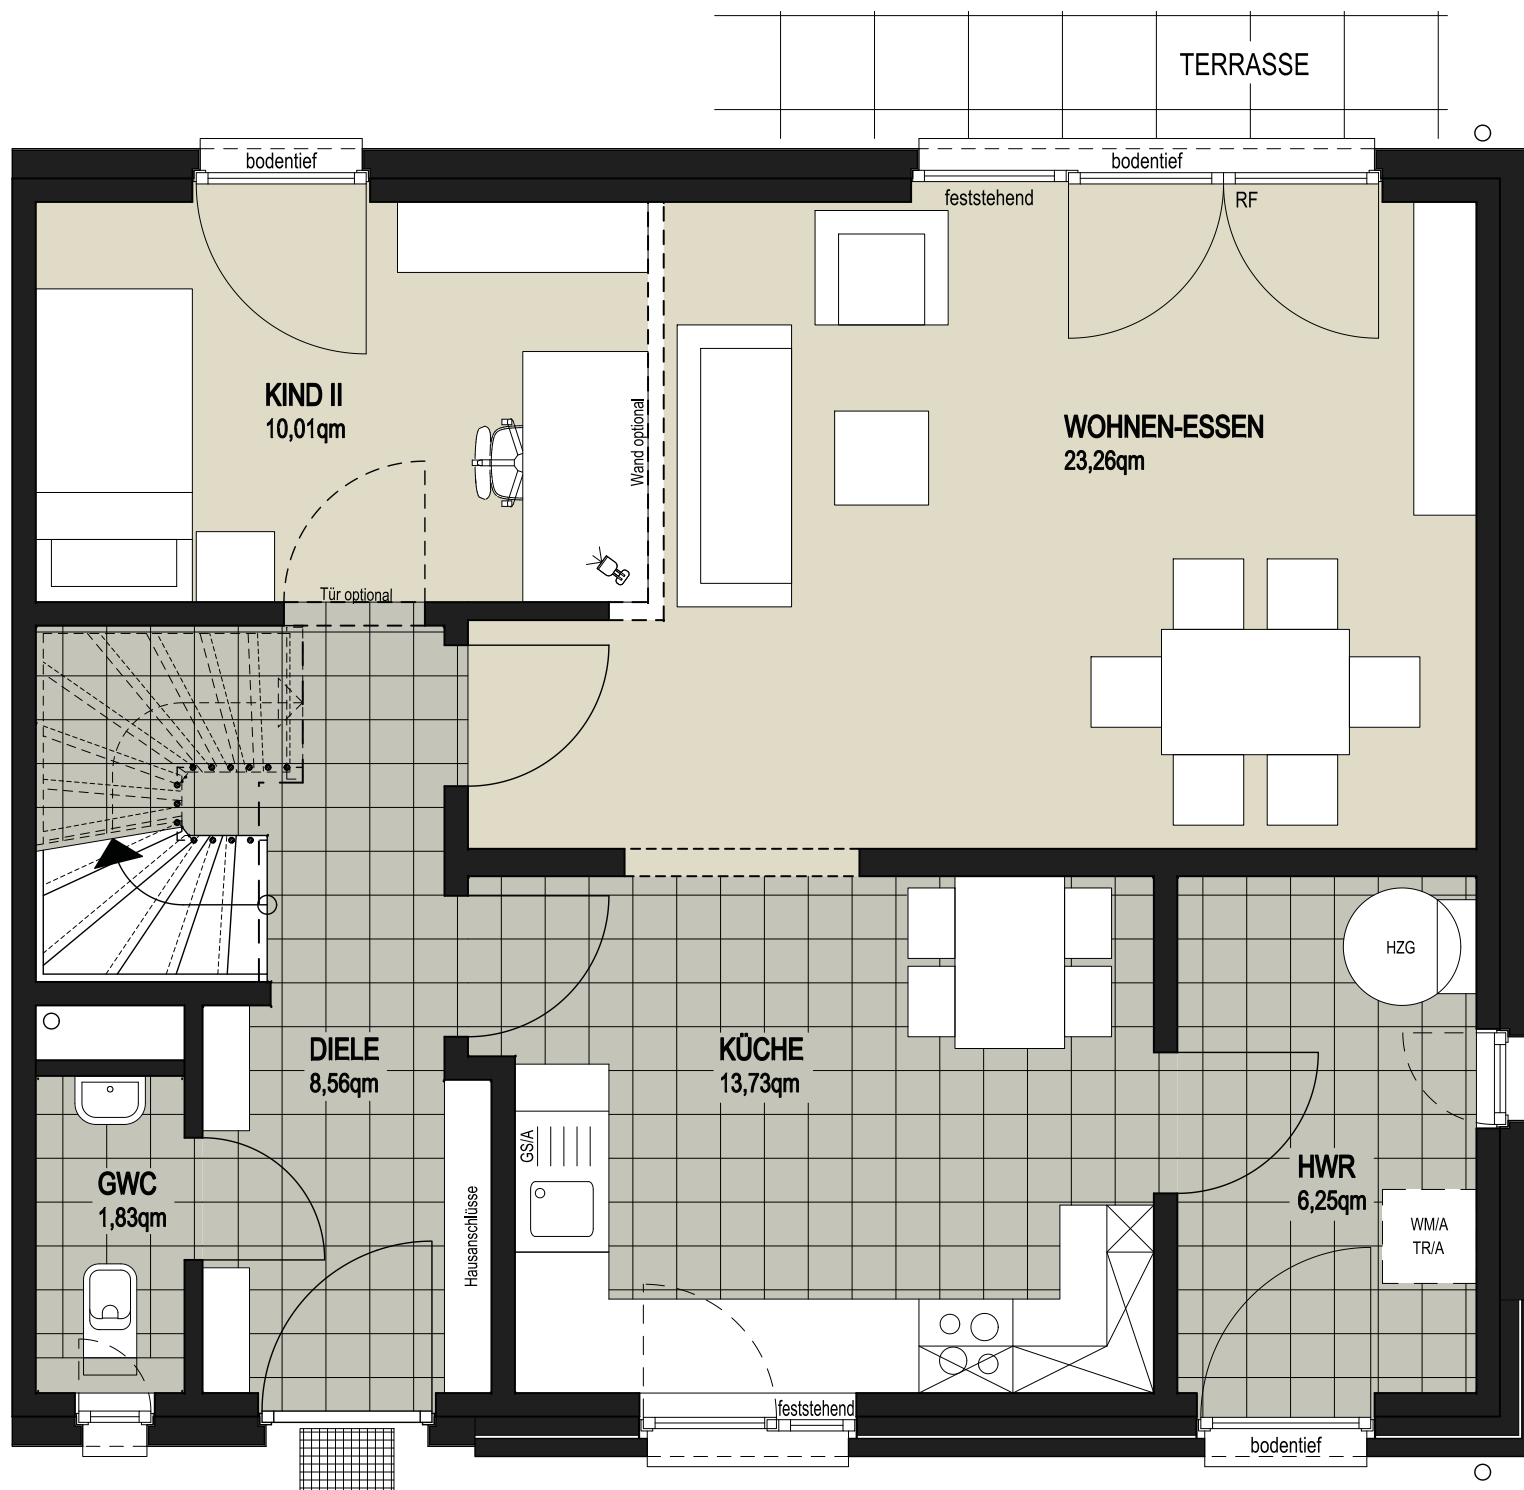 TERRASSE
bodentief
bodentief
feststehend
RF
KIND II
10,01qm
Wand optional
WOHNEN-ESSEN
23,26qm
Tür optional
HZG
DIELE
8,56qm
KÜCHE
13,73qm
GS/A
GWC
1,83qm
Hausanschlüsse
HWR
6,25qm
WM/A
TR/A
feststehend
bodentief